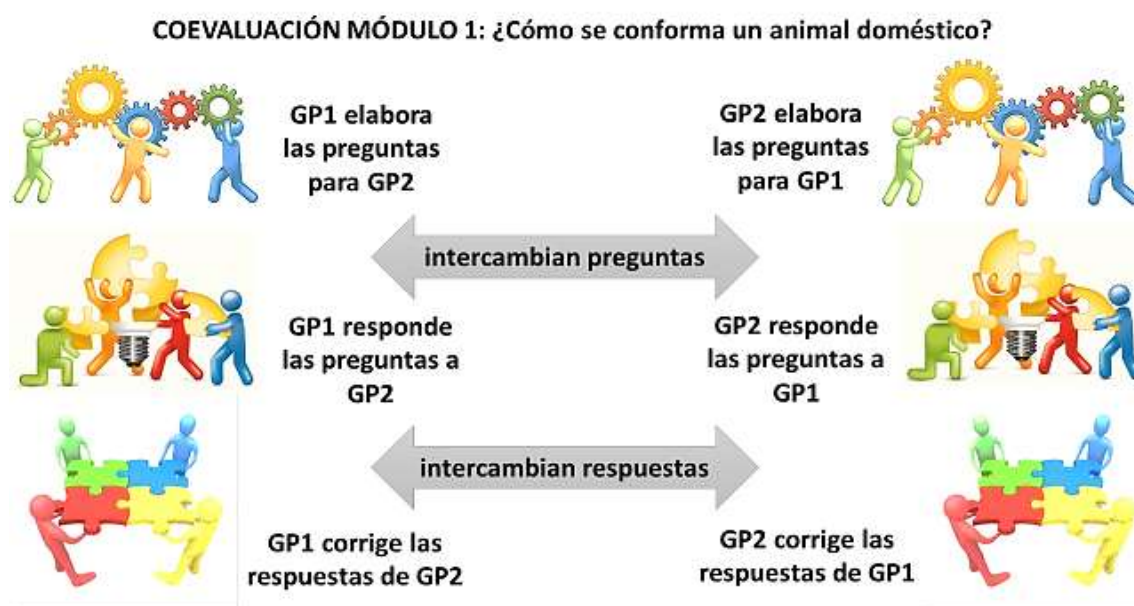 COEVALUACIÓN MÓDULO 1: ¿Cómo se conforma un animal doméstico?
GP1 elabora
las preguntas
para GP2
GP2 elabora
las preguntas
para GP1
intercambian preguntas
GP1 responde
las preguntas a
GP2
GP2 responde
las preguntas a
GP1
intercambian respuestas
GP1 corrige las
respuestas de GP2
GP2 corrige las
respuestas de GP1